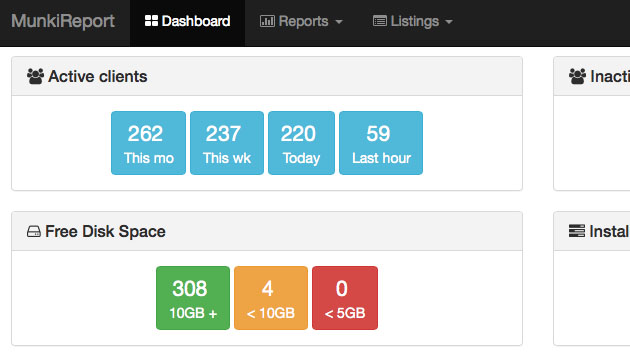 MunkiReport Dashboard Reports Listings
Active clients
262 237 220 59
This mo This wk Today Last hour
Free Disk Space
308 4 0
10GB + < 10GB < 5GB
Inacti
Instal